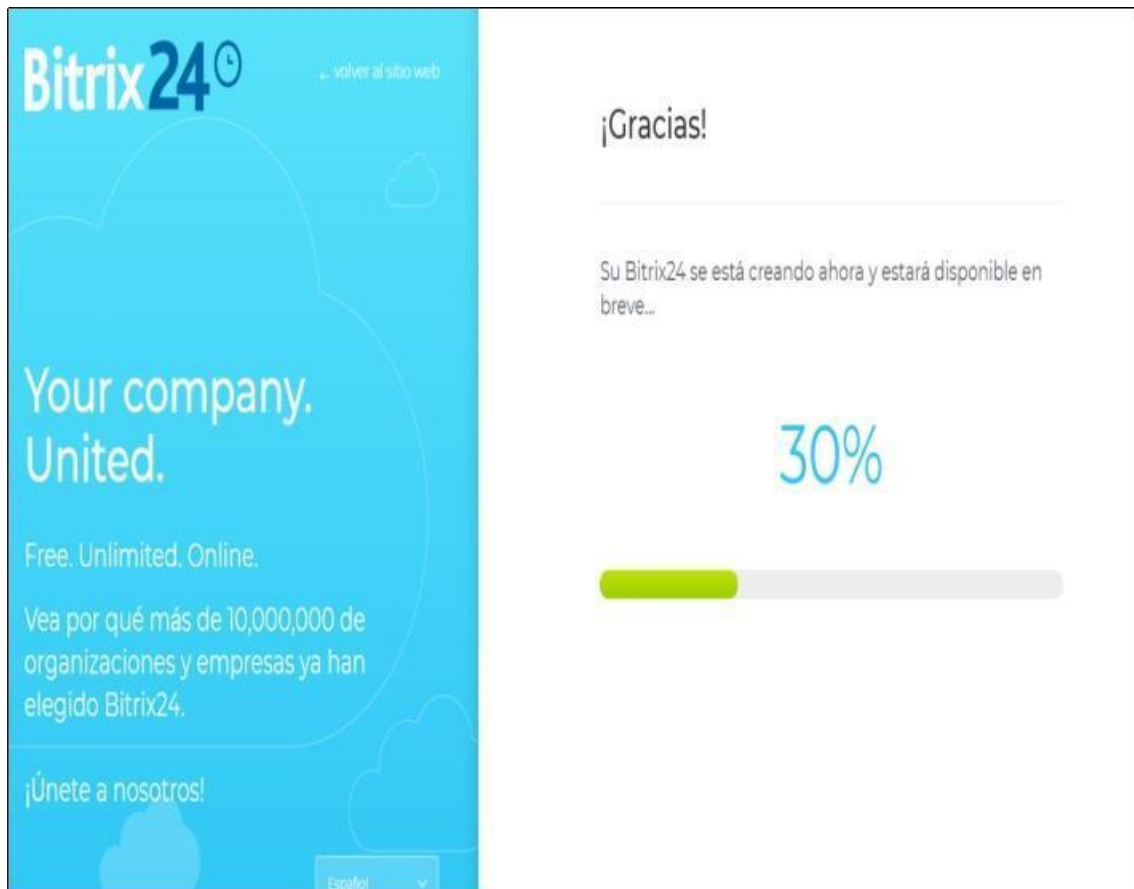 Bitrix24
← volver al sitio web
Your company.
United.
Free. Unlimited. Online.
Vea por qué más de 10,000,000 de
organizaciones y empresas ya han
elegido Bitrix24.
¡Únete a nosotros!
Español
¡Gracias!
Su Bitrix24 se está creando ahora y estará disponible en
breve...
30%